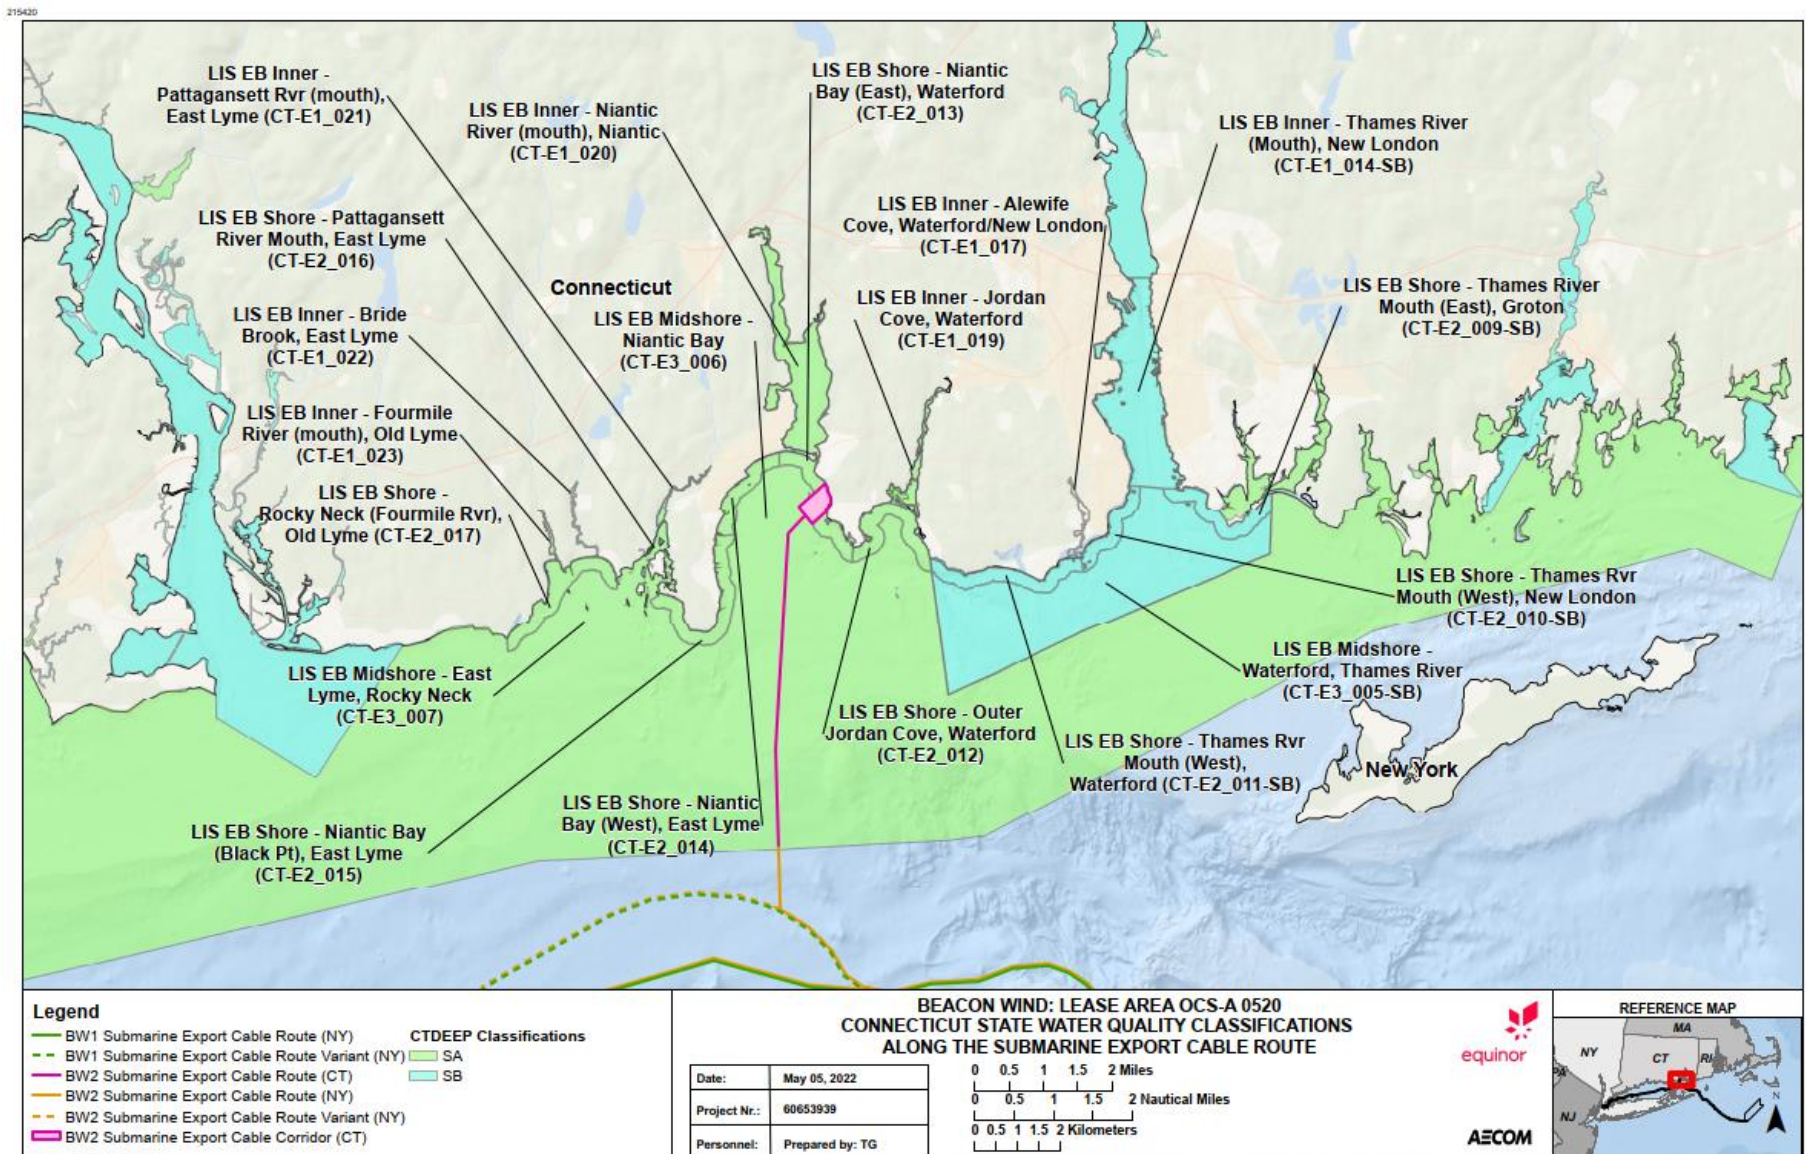 215420
LIS EB Inner -
Pattagansett Rvr (mouth),
East Lyme (CT-E1_021)
LIS EB Inner - Niantic
River (mouth), Niantic
(CT-E1_020)
LIS EB Shore - Niantic
Bay (East), Waterford
(CT-E2_013)
LIS EB Inner - Thames River
(Mouth), New London
(CT-E1_014-SB)
LIS EB Shore - Pattagansett
River Mouth, East Lyme
(CT-E2_016)
LIS EB Inner - Alewife
Cove, Waterford/New London
(CT-E1_017)
Connecticut
LIS EB Inner - Bride
Brook, East Lyme
(CT-E1_022)
LIS EB Midshore -
Niantic Bay
(CT-E3_006)
LIS EB Inner - Jordan
Cove, Waterford
(CT-E1_019)
LIS EB Shore - Thames River
Mouth (East), Groton
(CT-E2_009-SB)
LIS EB Inner - Fourmile
River (mouth), Old Lyme
(CT-E1_023)
LIS EB Shore -
Rocky Neck (Fourmile Rvr),
Old Lyme (CT-E2_017)
LIS EB Shore - Thames Rvr
Mouth (West), New London
(CT-E2_010-SB)
LIS EB Midshore - East
Lyme, Rocky Neck
(CT-E3_007)
LIS EB Midshore -
Waterford, Thames River
(CT-E3_005-SB)
LIS EB Shore - Outer
Jordan Cove, Waterford
(CT-E2_012)
LIS EB Shore - Thames Rvr
Mouth (West),
Waterford (CT-E2_011-SB)
New York
LIS EB Shore - Niantic
Bay (West), East Lyme
(CT-E2_014)
LIS EB Shore - Niantic Bay
(Black Pt), East Lyme
(CT-E2_015)
Legend
BW1 Submarine Export Cable Route (NY)
BW1 Submarine Export Cable Route Variant (NY)
BW2 Submarine Export Cable Route (CT)
BW2 Submarine Export Cable Route (NY)
BW2 Submarine Export Cable Route Variant (NY)
BW2 Submarine Export Cable Corridor (CT)
CTDEEP Classifications
SA
SB
BEACON WIND: LEASE AREA OCS-A 0520
CONNECTICUT STATE WATER QUALITY CLASSIFICATIONS
ALONG THE SUBMARINE EXPORT CABLE ROUTE
Date: May 05, 2022
Project Nr.: 60653939
Personnel: Prepared by: TG
0 0.5 1 1.5 2 Miles
0 0.5 1 1.5 2 Nautical Miles
0 0.5 1 1.5 2 Kilometers
equinor
AECOM
REFERENCE MAP
MA
NY
CT
RI
PA
NJ
N